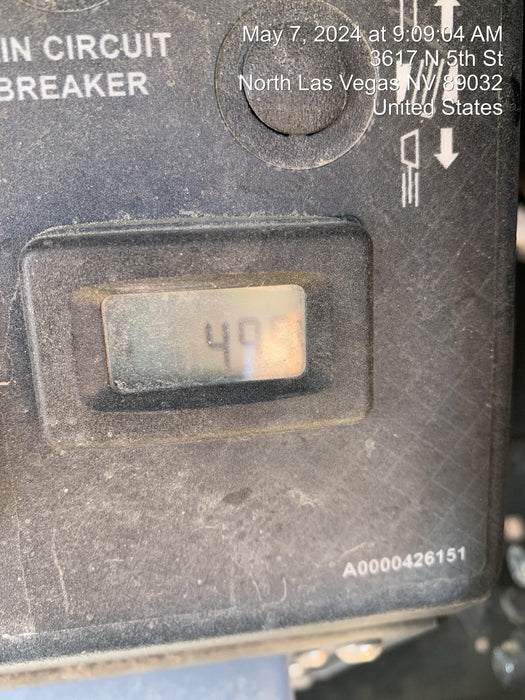 May 7, 2024 at 9:09:04 AM
3617 N 5th St
North Las Vegas NV 89032
United States
IN CIRCUIT
BREAKER
49
A0000426151